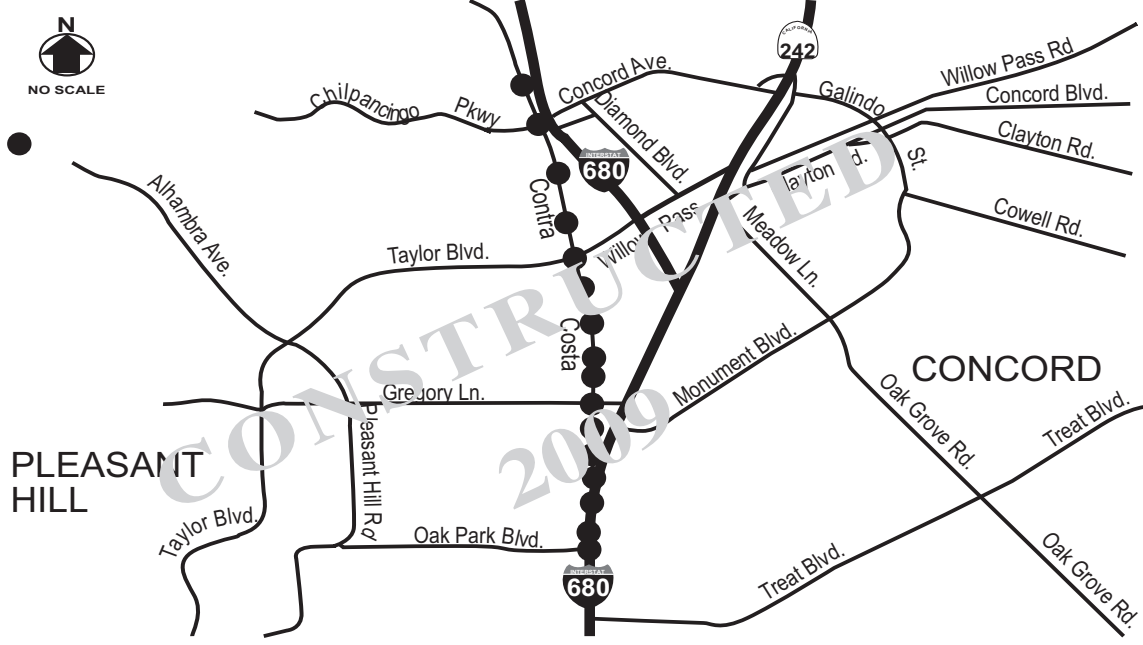 N
NO SCALE
CALIFORNIA
242
Willow Pass Rd
Concord Ave.
Chilpancingo
Pkwy
Galindo
St.
Concord Blvd.
Diamond Blvd.
Clayton Rd.
INTERSTAT
680
Alhambra Ave.
Contra
Costa
Cowell Rd.
Meadow Ln.
Taylor Blvd.
Pass
CONSTRUCTED
2009
Monument Blvd.
CONCORD
Gregory Ln.
Oak Grove Rd.
Treat Blvd.
Pleasant Hill Rd
PLEASANT
HILL
Taylor Blvd.
Oak Park Blvd.
Treat Blvd.
Oak Grove Rd.
INTERSTAT
680